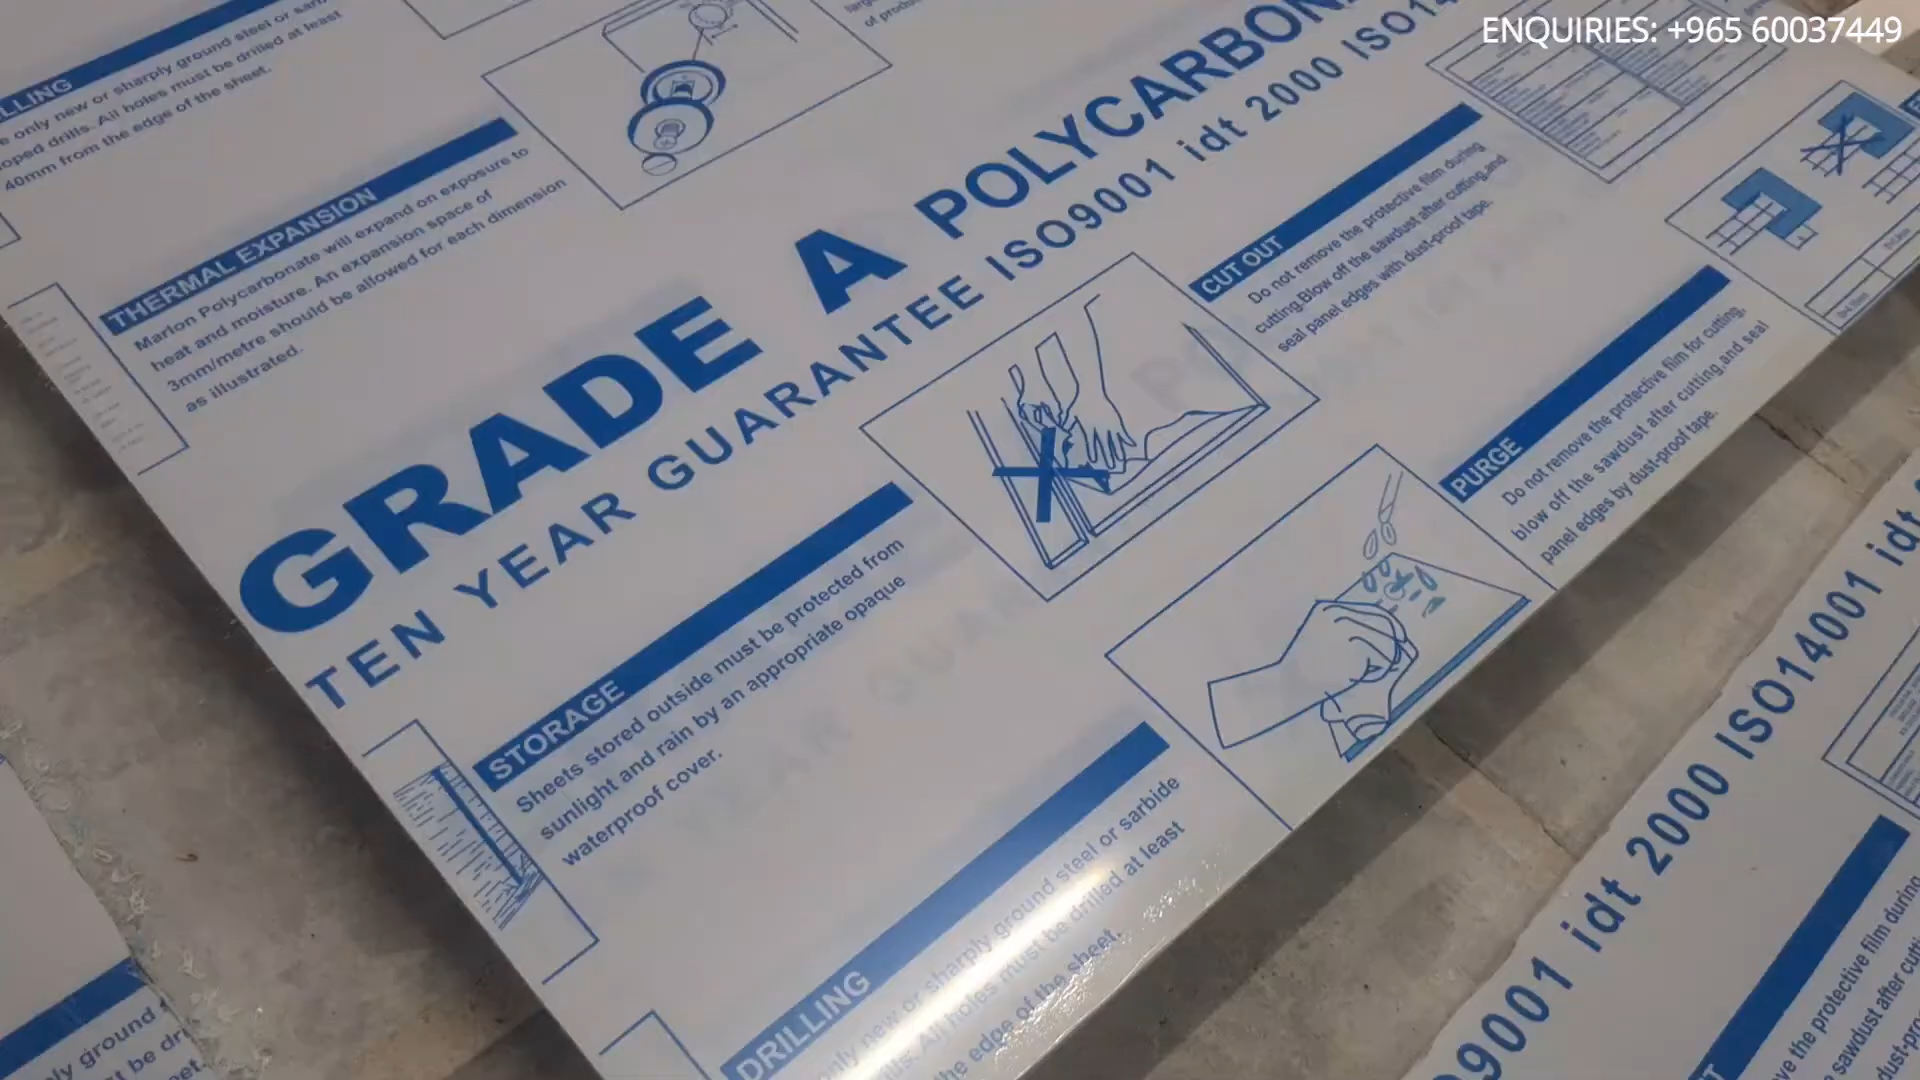 ENQUIRIES: +965 60037449
LLING
only new or sharply ground steel or
drills. All holes must be drilled at least
40mm from the edge of the sheet.
THERMAL EXPANSION
Marlon Polycarbonate will expand on exposure to
heat and moisture. An expansion space of
3mm/metre should be allowed for each dimension
as illustrated.
of
GRADE A POLYCARBON
TEN YEAR GUARANTEE ISO9001 idt 2000 ISO14
CUT OUT
Do not remove the protective film during
cutting.Blow off the sawdust after cutting,and
seal panel edges with dust-proof tape.
PURGE
Do not remove the protective film for cutting,
blow off the sawdust after cutting,and seal
panel edges by dust-proof tape.
STORAGE
Sheets stored outside must be protected from
sunlight and rain by an appropriate opaque
waterproof cover.
DRILLING
only new or sharply ground steel or sarbide
All holes must be drilled at least
the edge of the sheet.
9001 idt 2000 ISO14001 idt
the protective film during
sawdust after
ly ground
be